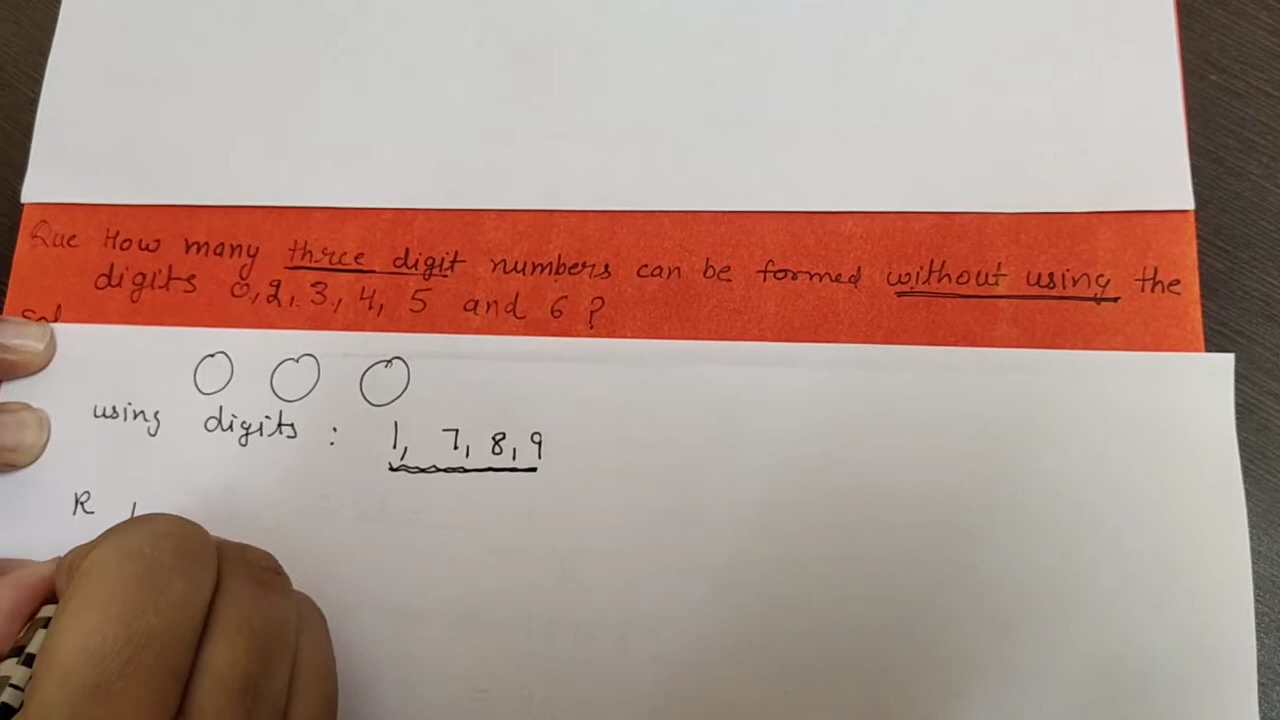 Que How many three digit numbers can be formed without using the
digits 0, 2, 3, 4, 5 and 6 ?
Sol
using digits : 1, 7, 8, 9
R